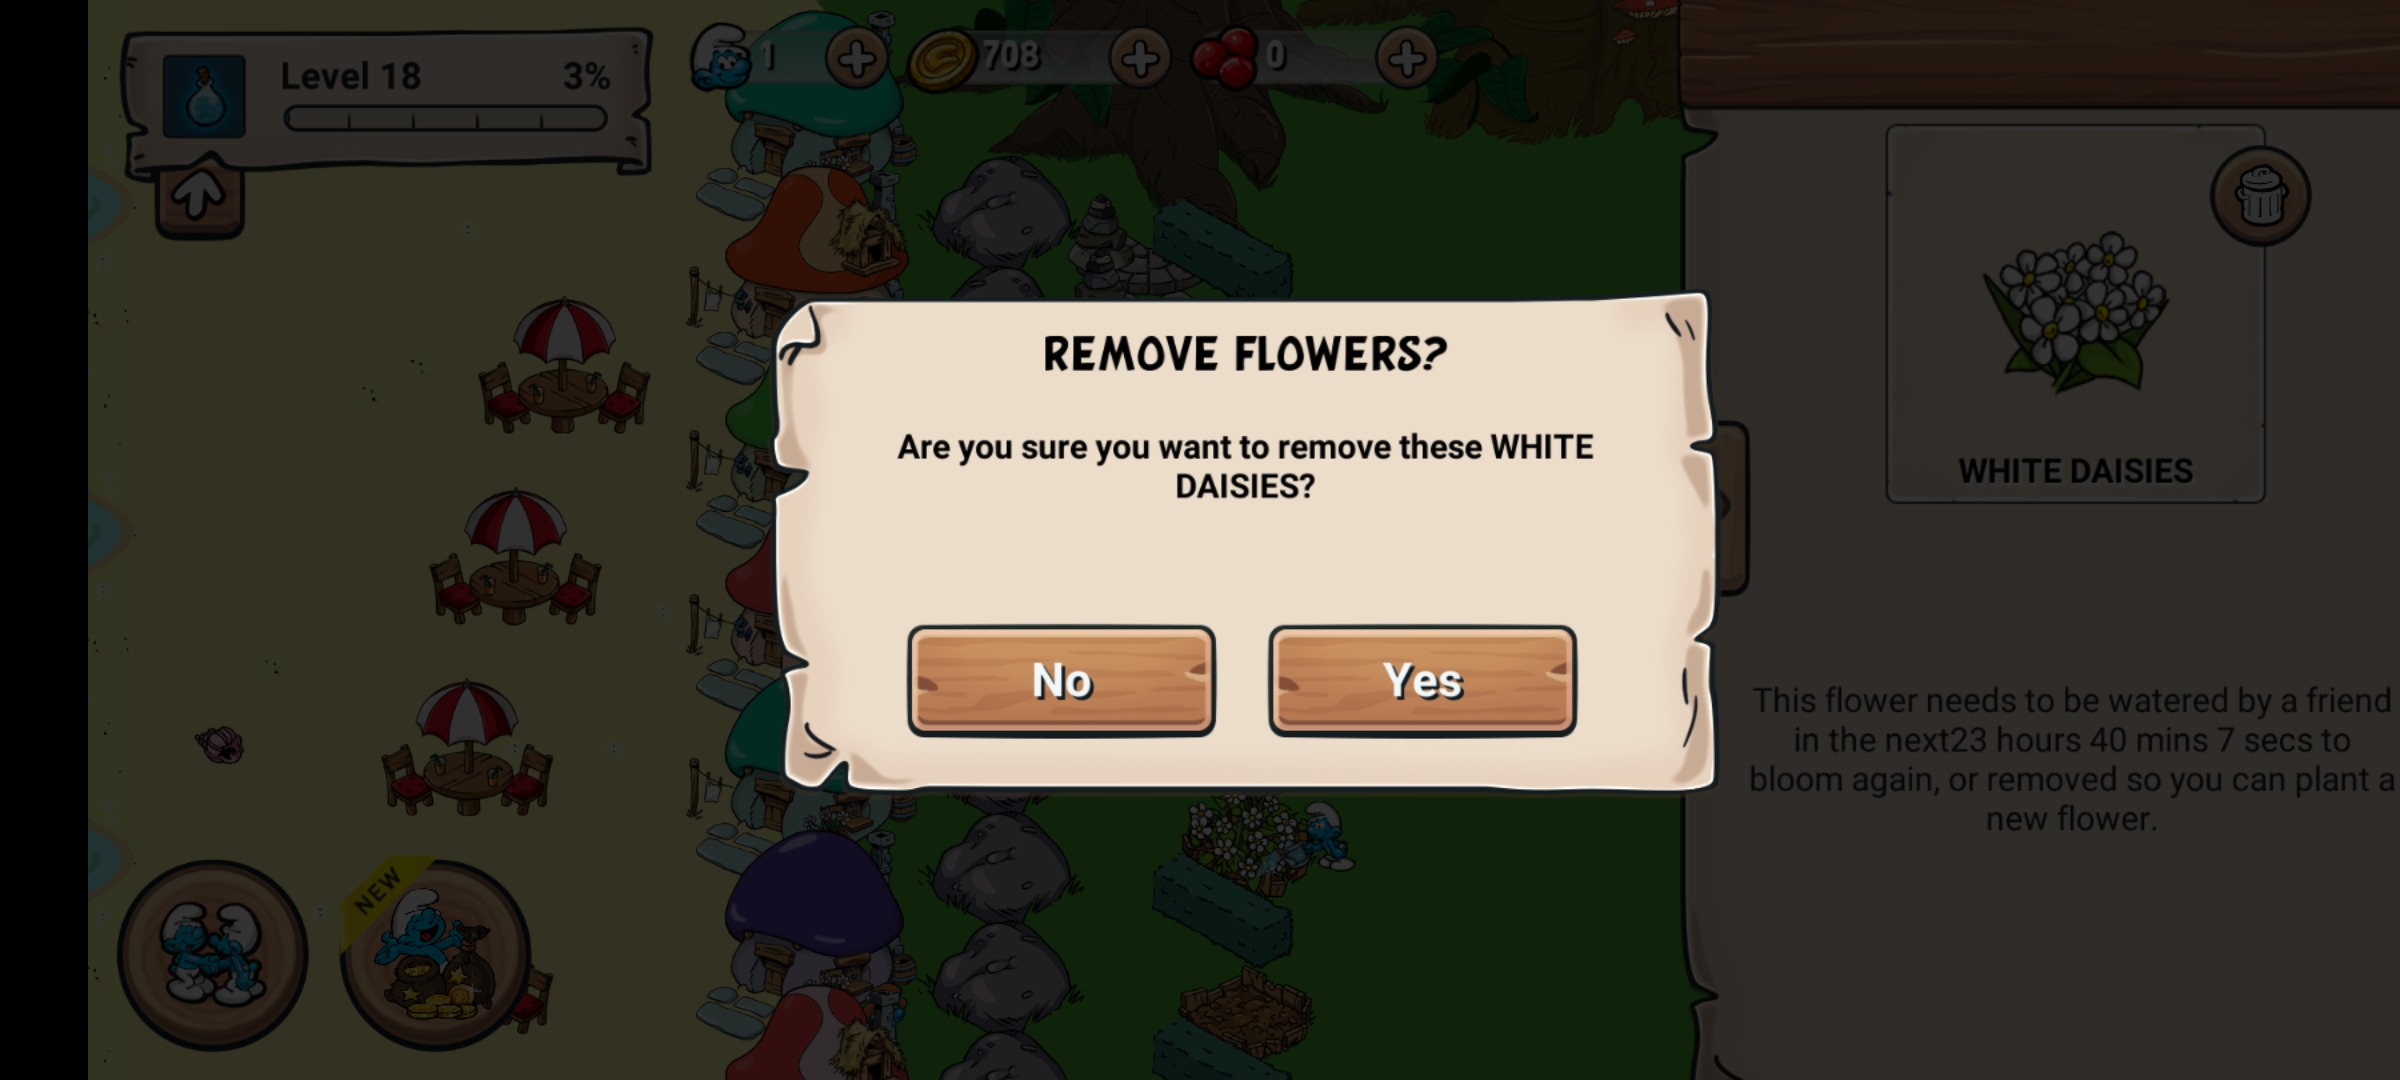 Level 18 3%
1
708
0
REMOVE FLOWERS?
Are you sure you want to remove these WHITE
DAISIES?
No
Yes
WHITE DAISIES
This flower needs to be watered by a friend
in the next23 hours 40 mins 7 secs to
bloom again, or removed so you can plant a
new flower.
NEW